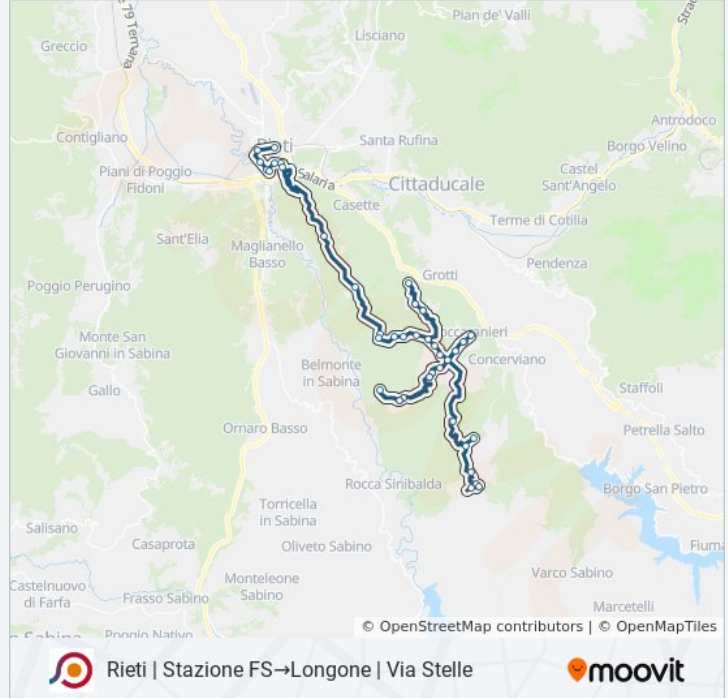 Pian de' Valli
e 79 Ternana
Greccio
Lisciano
Antrodoco
Contigliano
Santa Rufina
Borgo Velino
Piani di Poggio
Fidoni
Salaria
Cittaducale
Castel
Sant'Angelo
Casette
Terme di Cotilia
Sant'Elia
Maglianello
Basso
Pendenza
Grotti
Poggio Perugino
Monte San
Giovanni in Sabina
Concerviano
Belmonte
in Sabina
Gallo
Staffoli
Ornaro Basso
Petrella Salto
Rocca Sinibalda
Borgo San Pietro
Torricella
in Sabina
Salisano
Casaprota
Oliveto Sabino
Fiuma
Castelnuovo
di Farfa
Frasso Sabino
Monteleone
Sabino
Varco Sabino
Marcetelli
Poggio Nativo
© OpenStreetMap contributors | © OpenMapTiles
Rieti | Stazione FS→Longone | Via Stelle
moovit